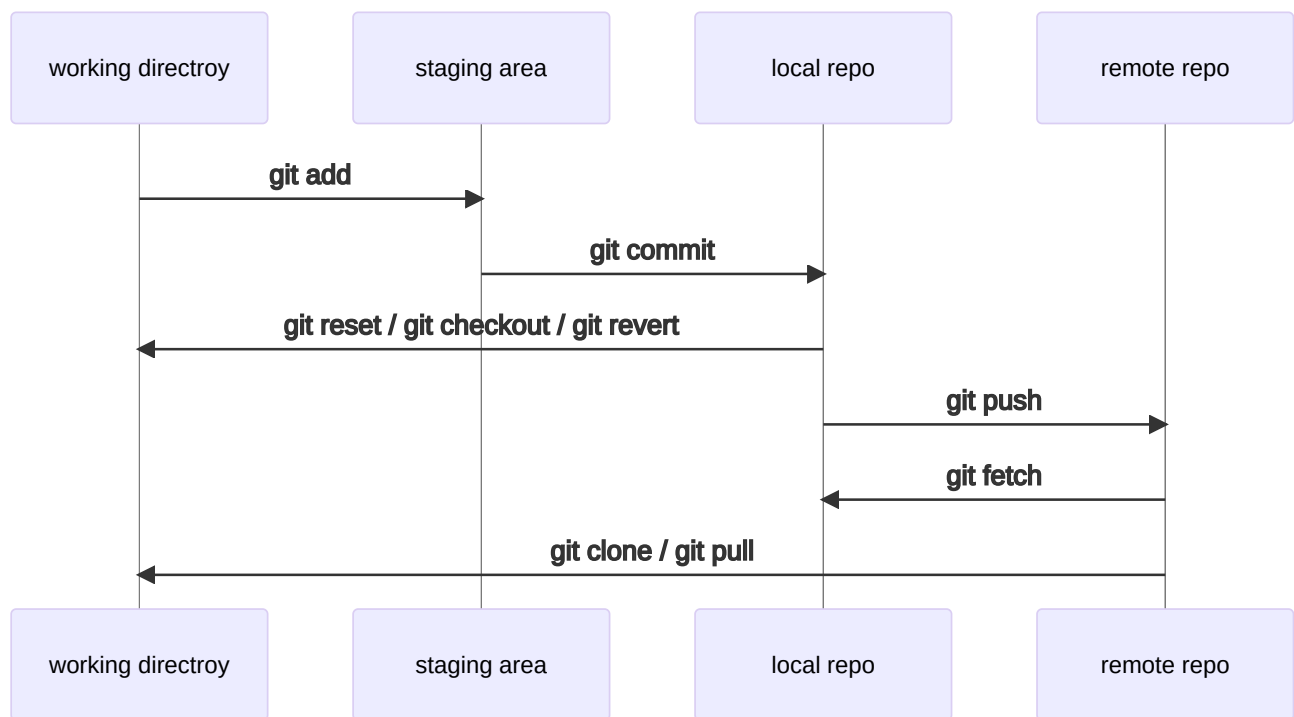 working directroy
staging area
local repo
remote repo
git add
git commit
git reset / git checkout / git revert
git push
git fetch
git clone / git pull
working directroy
staging area
local repo
remote repo